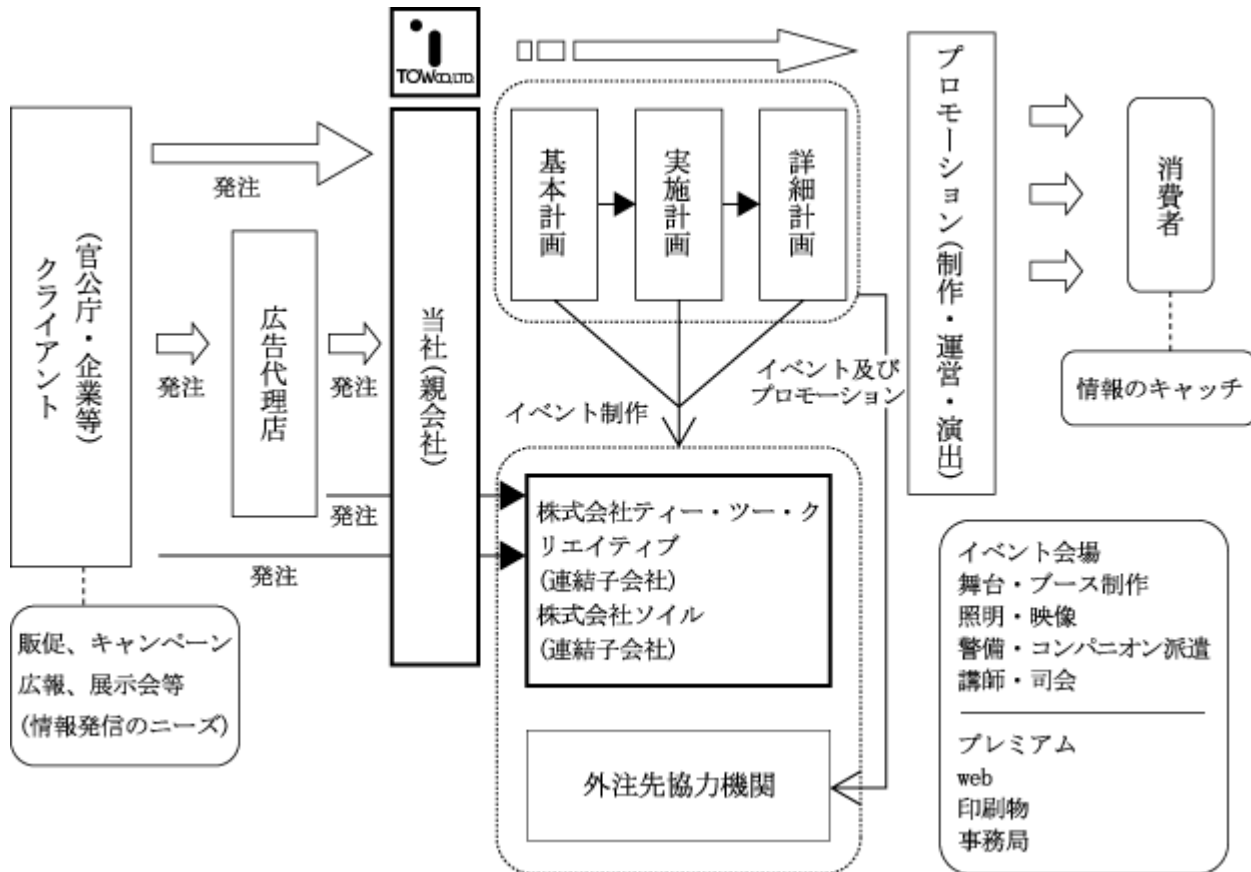 TOWCO.,LTD.
クライアント
(官公庁・企業等)
発注
発注
広告代理店
発注
当社(親会社)
基本計画
実施計画
詳細計画
プロモーション(制作・運営・演出)
消費者
情報のキャッチ
イベント制作
イベント及び
プロモーション
発注
発注
株式会社ティー・ツー・ク
リエイティブ
(連結子会社)
株式会社ソイル
(連結子会社)
外注先協力機関
販促、キャンペーン
広報、展示会等
(情報発信のニーズ)
イベント会場
舞台・ブース制作
照明・映像
警備・コンパニオン派遣
講師・司会
プレミアム
web
印刷物
事務局